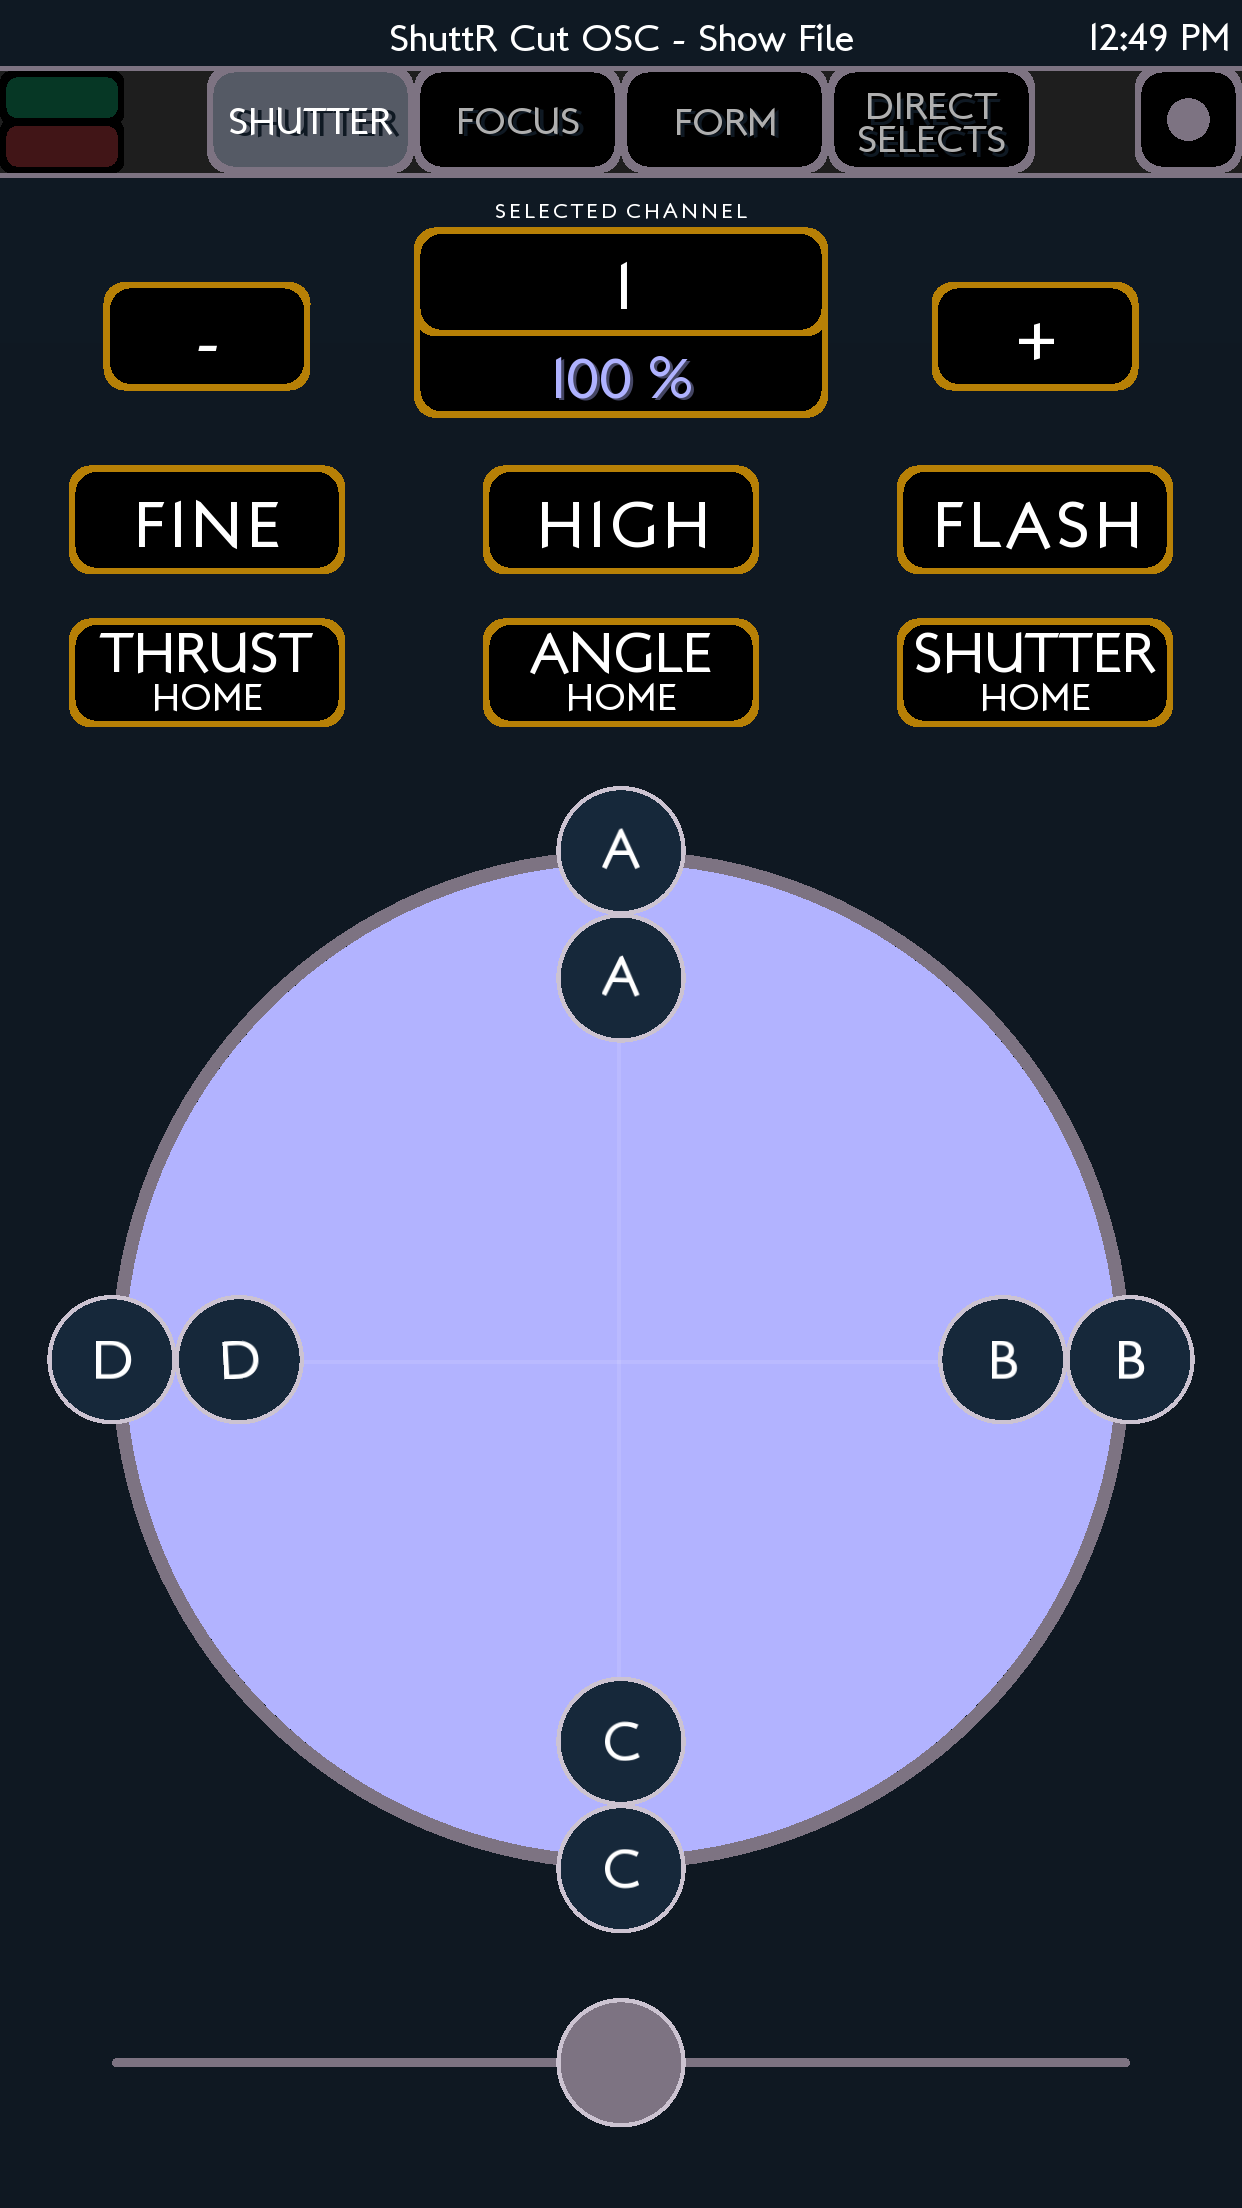 ShuttR Cut OSC - Show File
12:49 PM
SHUTTER
FOCUS
FORM
DIRECT
SELECTS
SELECTED CHANNEL
-
1
+
100 %
FINE
HIGH
FLASH
THRUST
HOME
ANGLE
HOME
SHUTTER
HOME
A
A
D
D
B
B
C
C